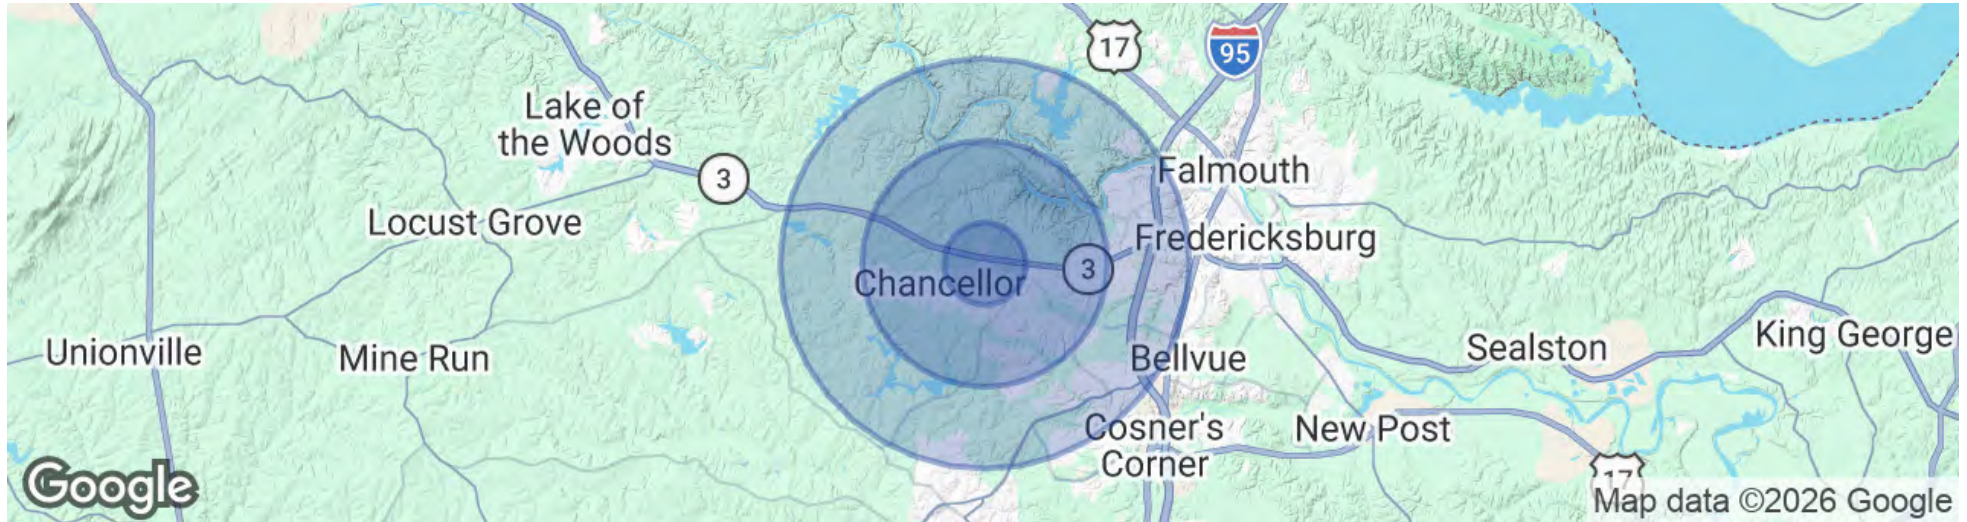 17
95
Lake of
the Woods
3
Falmouth
Locust Grove
Fredericksburg
3
Chancellor
Unionville
Mine Run
Bellvue
Sealston
King George
Cosner's
Corner
New Post
17
Google
Map data ©2026 Google